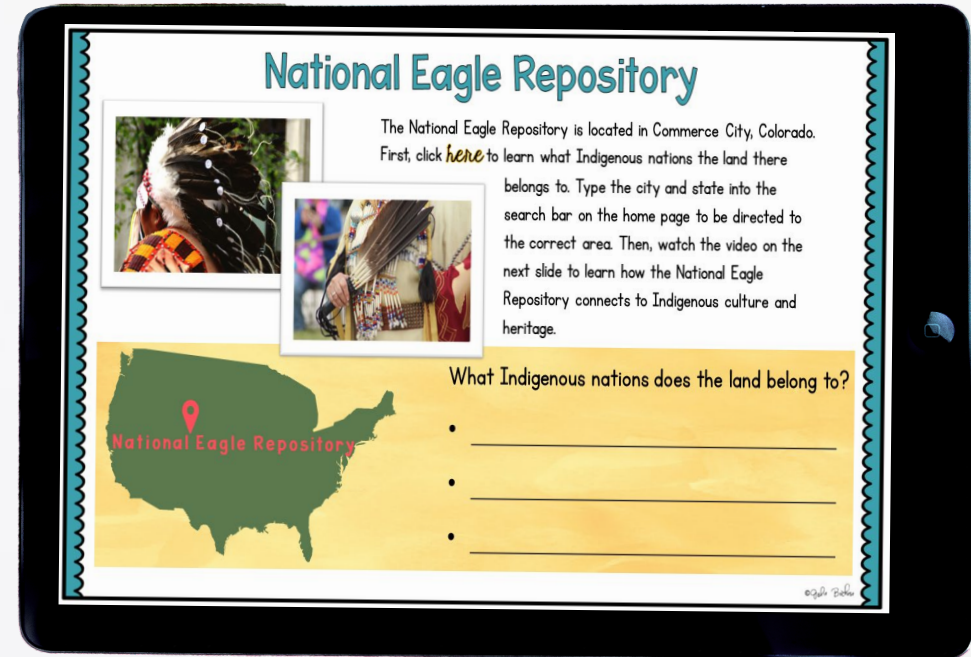 National Eagle Repository
The National Eagle Repository is located in Commerce City, Colorado.
First, click here to learn what Indigenous nations the land there
belongs to. Type the city and state into the
search bar on the home page to be directed to
the correct area. Then, watch the video on the
next slide to learn how the National Eagle
Repository connects to Indigenous culture and
heritage.
National Eagle Repository
What Indigenous nations does the land belong to?